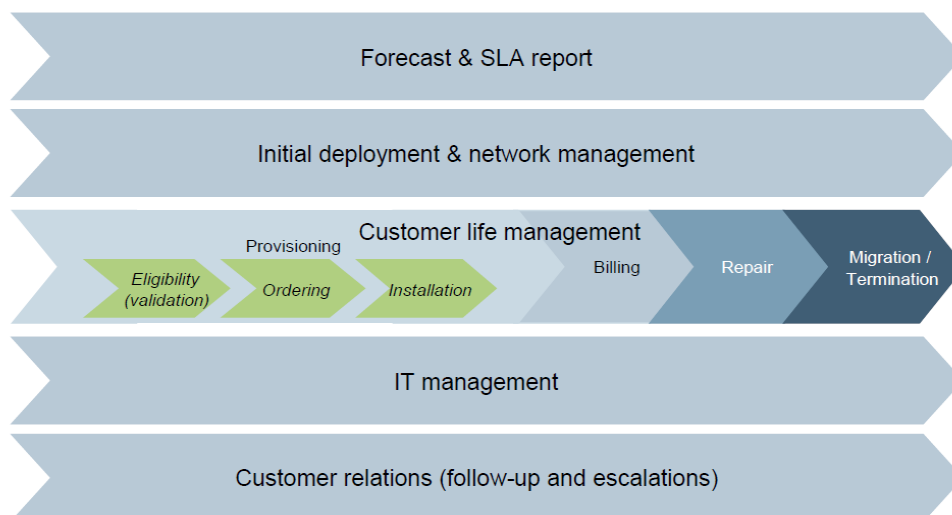 Forecast & SLA report
Initial deployment & network management
Customer life management
Provisioning
Eligibility
(validation)
Ordering
Installation
Billing
Repair
Migration /
Termination
IT management
Customer relations (follow-up and escalations)